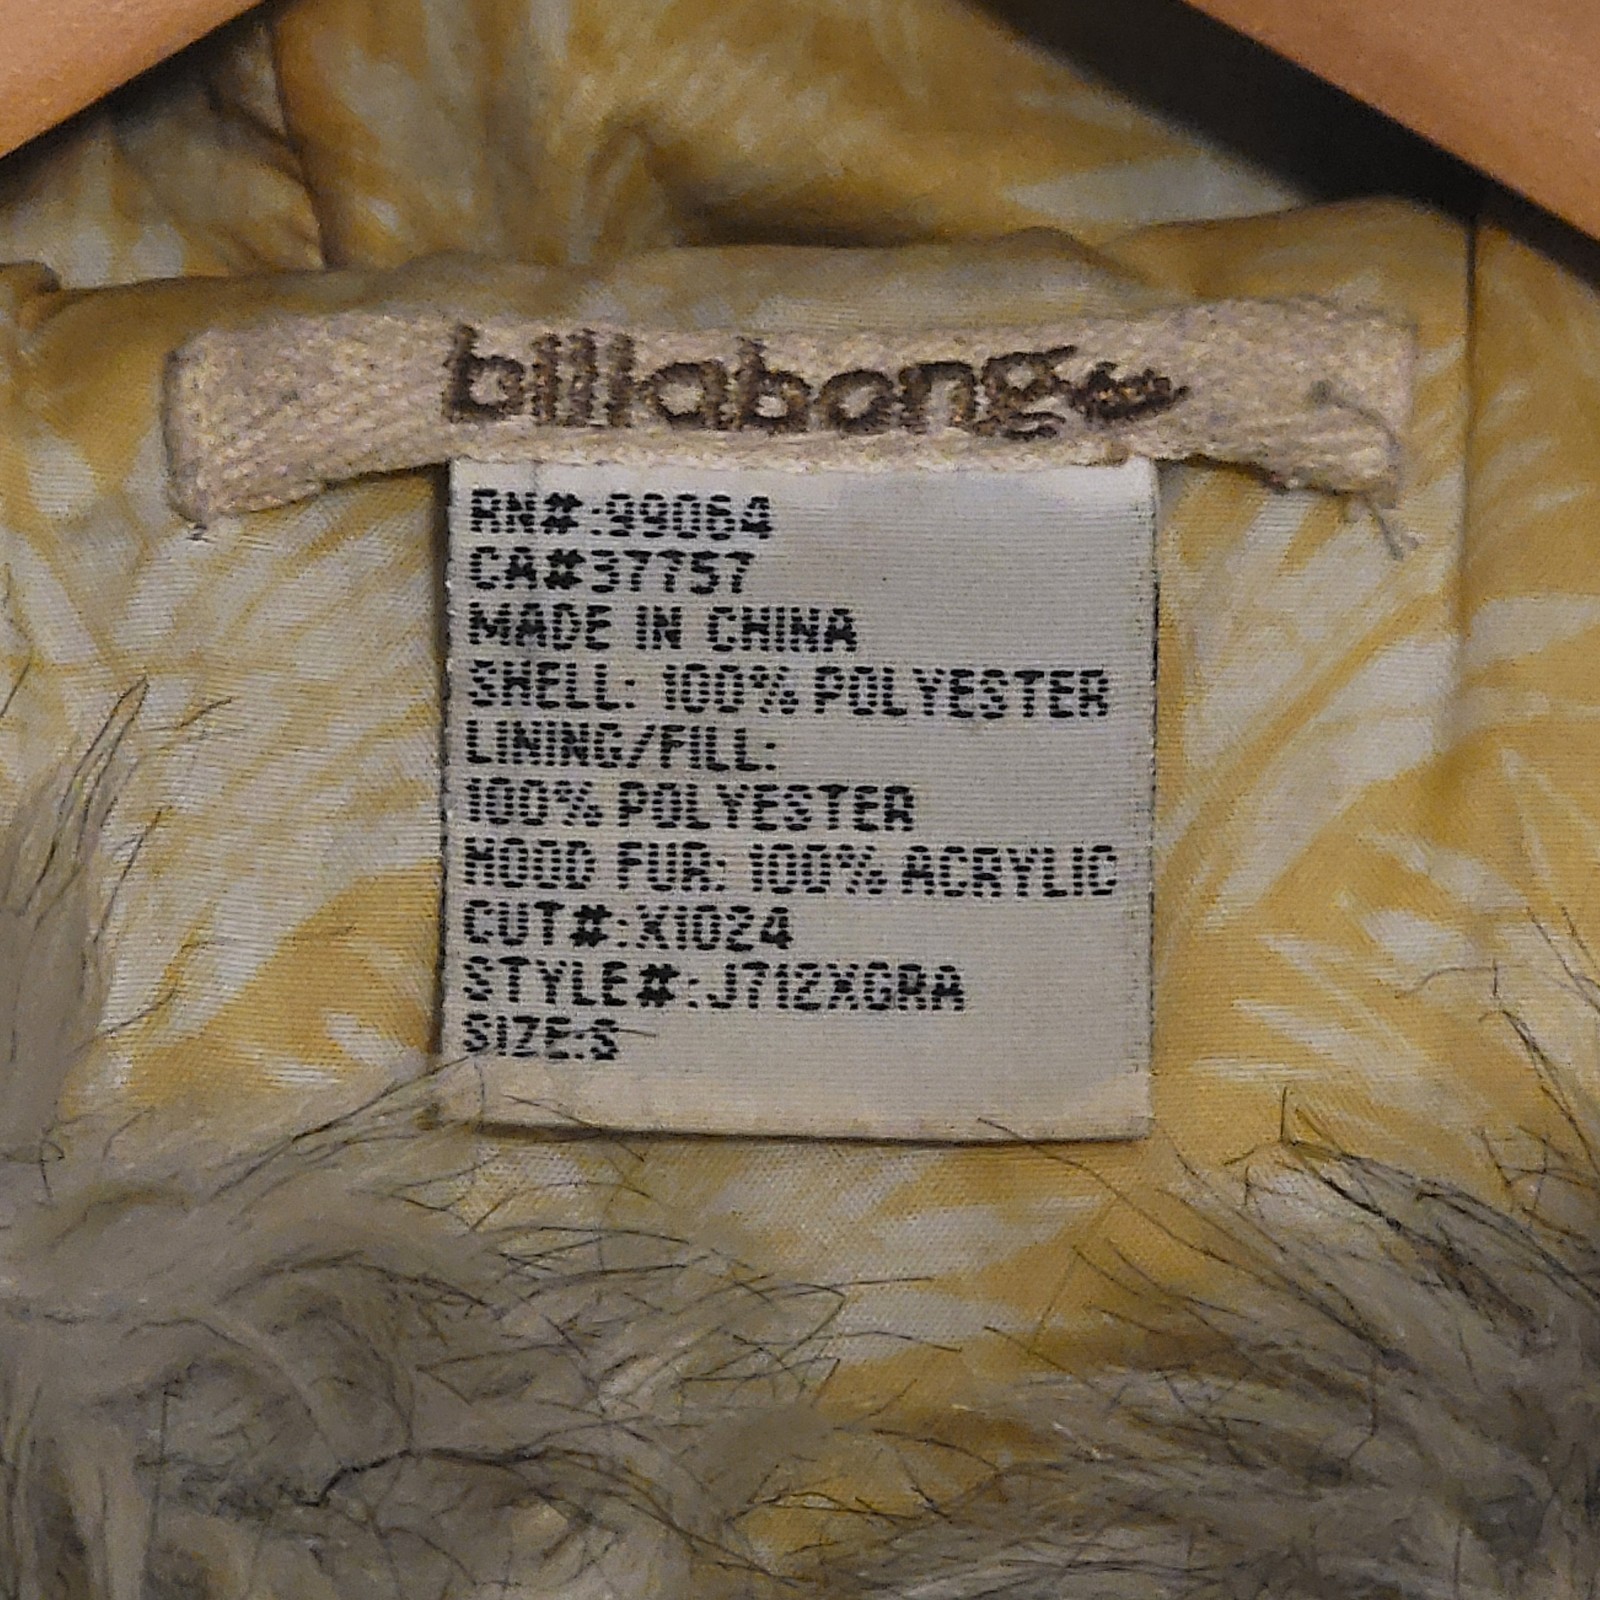 billabong
RN#:99064
CA#37757
MADE IN CHINA
SHELL: 100% POLYESTER
LINING/FILL:
100% POLYESTER
HOOD FUR: 100% ACRYLIC
CUT#:X1024
STYLE#:J712XGRA
SIZE:S